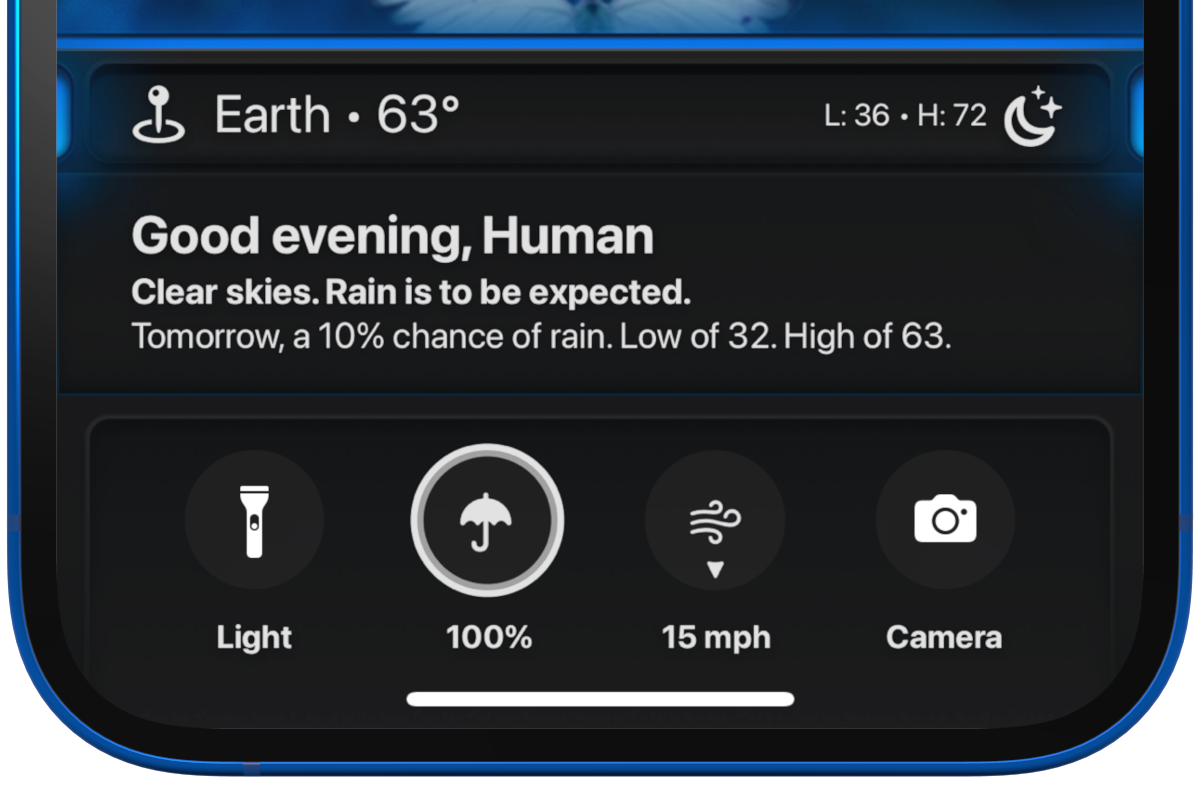 Earth • 63°
L: 36 • H: 72
Good evening, Human
Clear skies. Rain is to be expected.
Tomorrow, a 10% chance of rain. Low of 32. High of 63.
Light
100%
15 mph
Camera